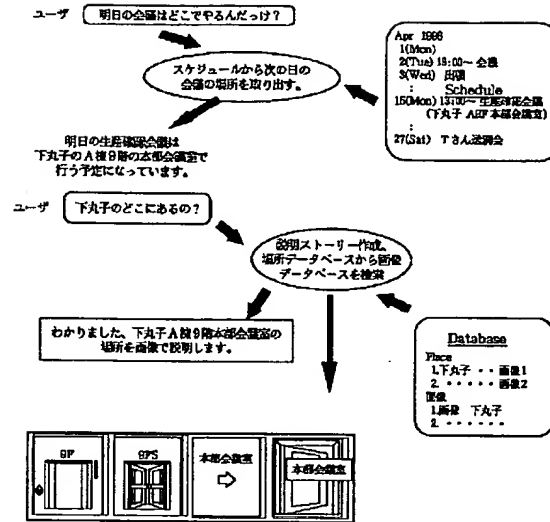 ユーザ
明日の会議はどこでやるんだっけ？
スケジュールから次の日の
会議の場所を取り出す。
Apr 1996
1(Mon)
2(Tue) 15:00～ 会議
3(Wed) 出張
:
Schedule
15(Mon) 13:00～ 生産確認会議
(下丸子 A9F 本部会議室)
:
27(Sat) Tさん送別会
明日の生産確認会議は
下丸子のA棟9階の本部会議室で
行う予定になっています。
ユーザ
下丸子のどこにあるの？
説明ストーリー作成、
場所データベースから画像
データベースを検索
わかりました、下丸子A棟9階本部会議室の
場所を画像で説明します。
Database
Place
1.下丸子 ・・ 画像1
2. ・・・・・ 画像2
画像
1.画像 下丸子
2. ・・・・・・
9F
9FS
本部会議室
本部会議室